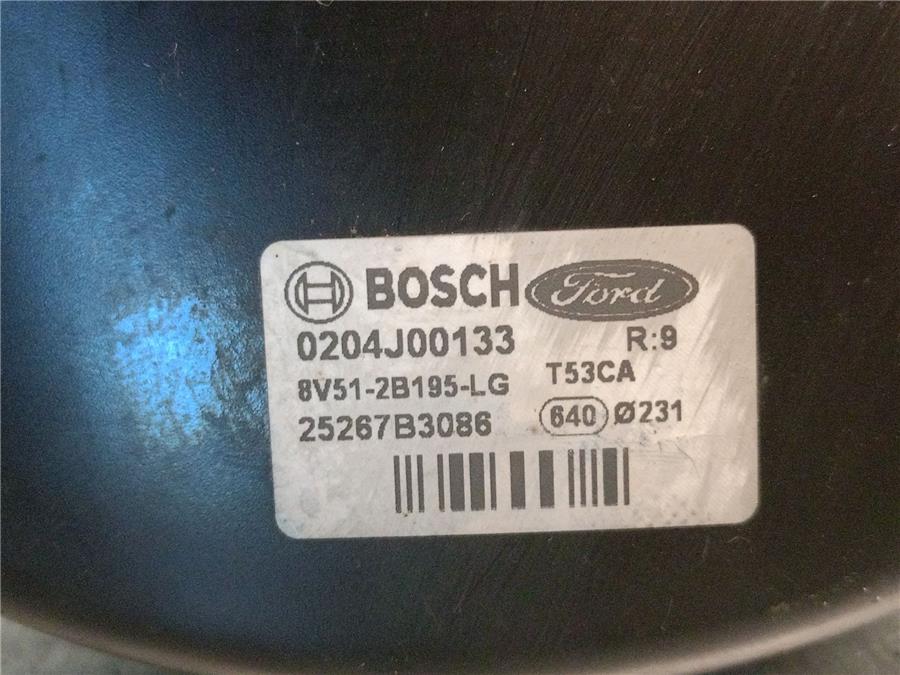 BOSCH Ford
0204J00133 R:9
8V51-2B195-LG T53CA
25267B3086 640 Ø231